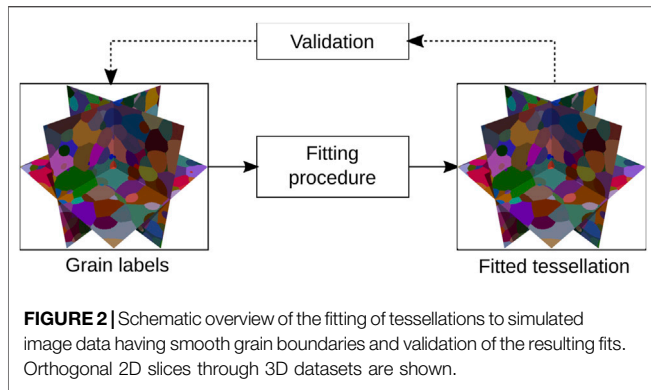 Validation
Fitting
procedure
Grain labels
Fitted tessellation
FIGURE 2 | Schematic overview of the fitting of tessellations to simulated
image data having smooth grain boundaries and validation of the resulting fits.
Orthogonal 2D slices through 3D datasets are shown.